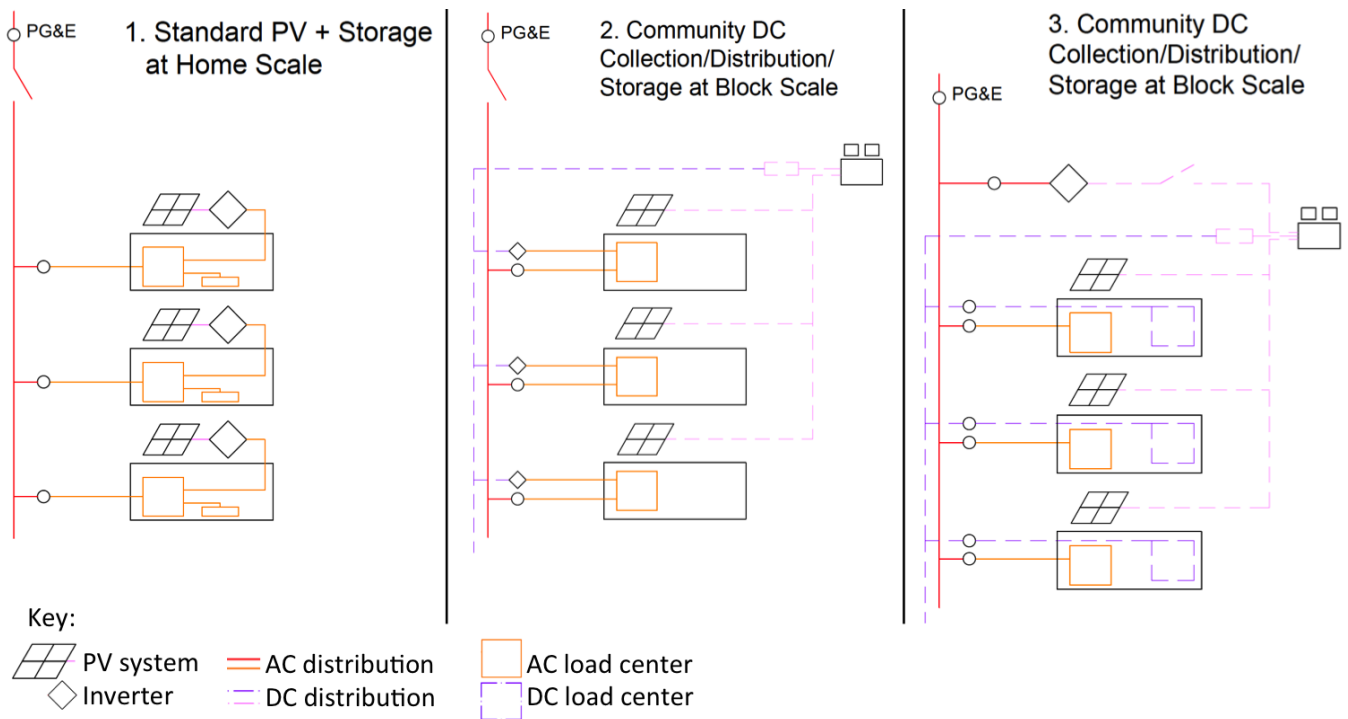 PG&E
1. Standard PV + Storage
at Home Scale
PG&E
2. Community DC
Collection/Distribution/
Storage at Block Scale
PG&E
3. Community DC
Collection/Distribution/
Storage at Block Scale
Key:
PV system
AC distribution
AC load center
Inverter
DC distribution
DC load center